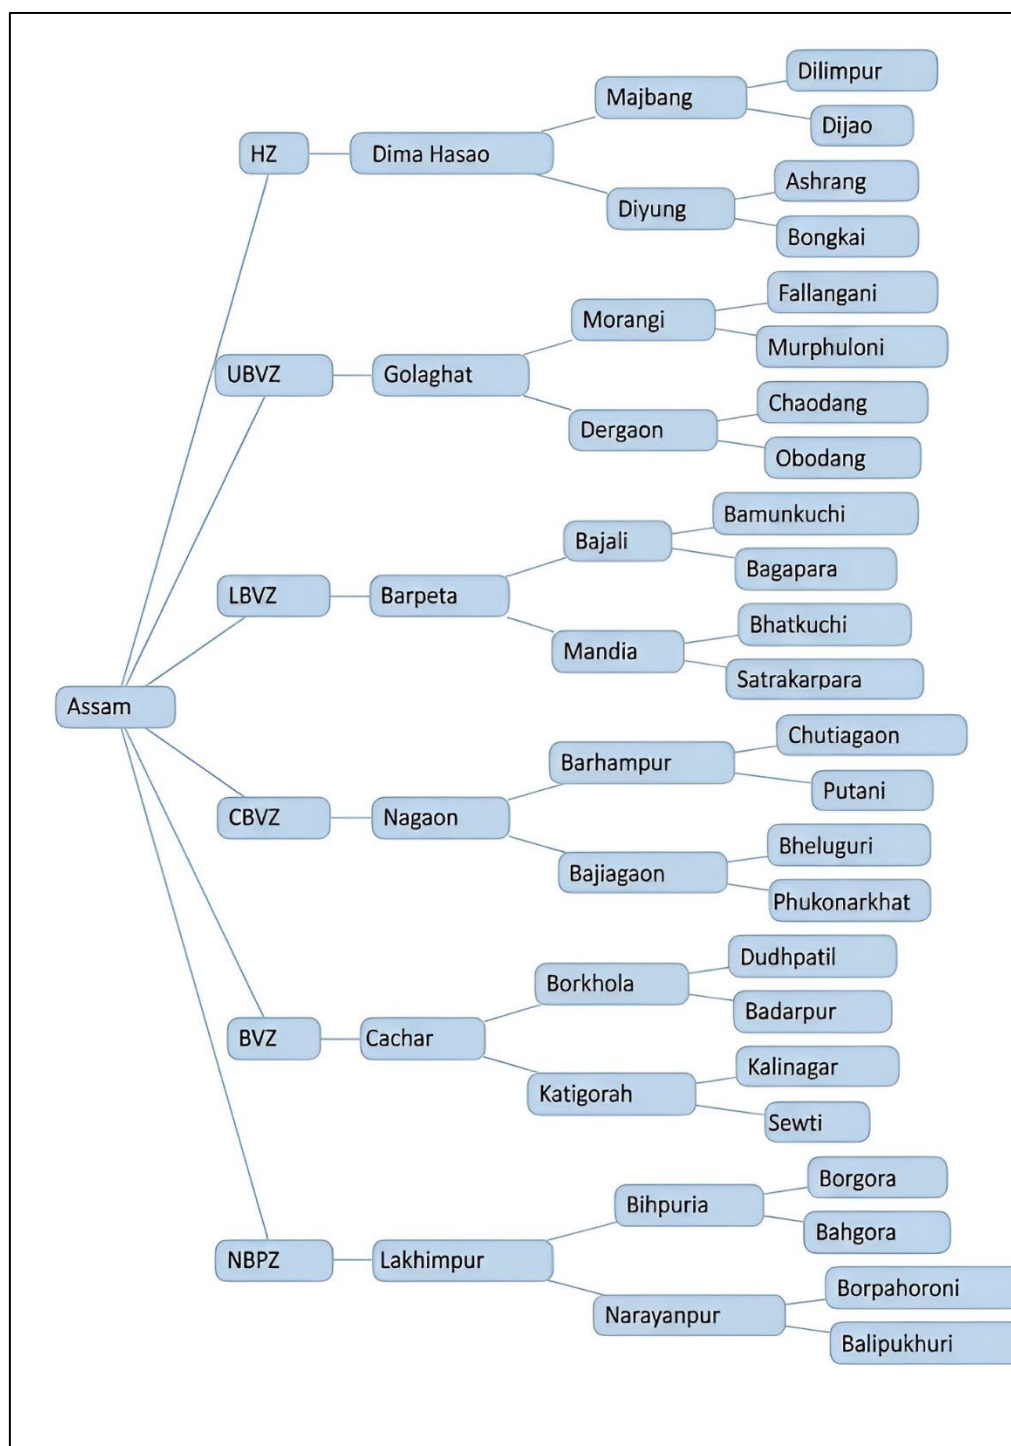 Dilimpur
Majbang
Dijao
HZ
Dima Hasao
Ashrang
Diyung
Bongkai
Fallangani
Morangi
Murphuloni
UBVZ
Golaghat
Chaodang
Dergaon
Obodang
Bamunkuchi
Bajali
Bagapara
LBVZ
Barpeta
Bhatkuchi
Mandia
Satrakarpara
Assam
Chutiagaon
Barhampur
Putani
CBVZ
Nagaon
Bheluguri
Bajiagaon
Phukonarkhat
Dudhpatil
Borkhola
Badarpur
BVZ
Cachar
Kalinagar
Katigorah
Sewti
Borgora
Bihpuria
Bahgora
NBPZ
Lakhimpur
Borpahoroni
Narayanpur
Balipukhuri